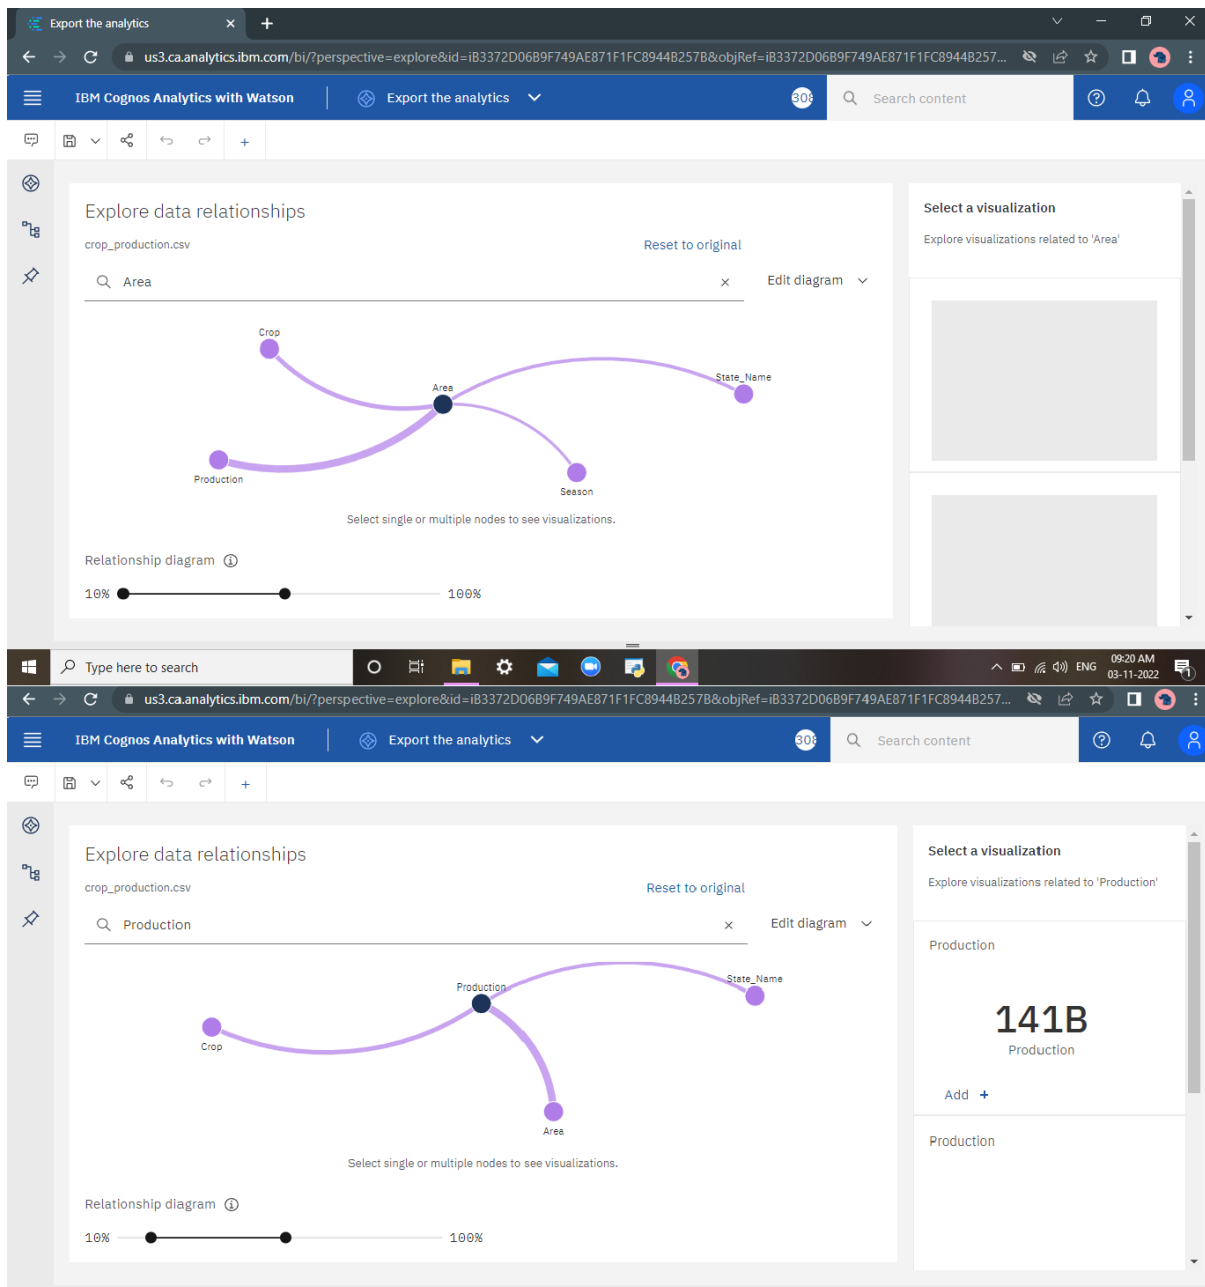 Export the analytics
us3.ca.analytics.ibm.com/bi/?perspective=explore&id=iB3372D06B9F749AE871F1FC8944B257B&objRef=iB3372D06B9F749AE871F1FC8944B257...
IBM Cognos Analytics with Watson
Export the analytics
308
Search content
Explore data relationships
crop_production.csv
Reset to original
Area
Edit diagram
Crop
Area
State_Name
Production
Season
Select single or multiple nodes to see visualizations.
Relationship diagram
10%
100%
Select a visualization
Explore visualizations related to 'Area'
Type here to search
ENG
09:20 AM
03-11-2022
1
us3.ca.analytics.ibm.com/bi/?perspective=explore&id=iB3372D06B9F749AE871F1FC8944B257B&objRef=iB3372D06B9F749AE871F1FC8944B257...
IBM Cognos Analytics with Watson
Export the analytics
308
Search content
Explore data relationships
crop_production.csv
Reset to original
Production
Edit diagram
Production
State_Name
Crop
Area
Select single or multiple nodes to see visualizations.
Relationship diagram
10%
100%
Select a visualization
Explore visualizations related to 'Production'
Production
141B
Production
Add +
Production